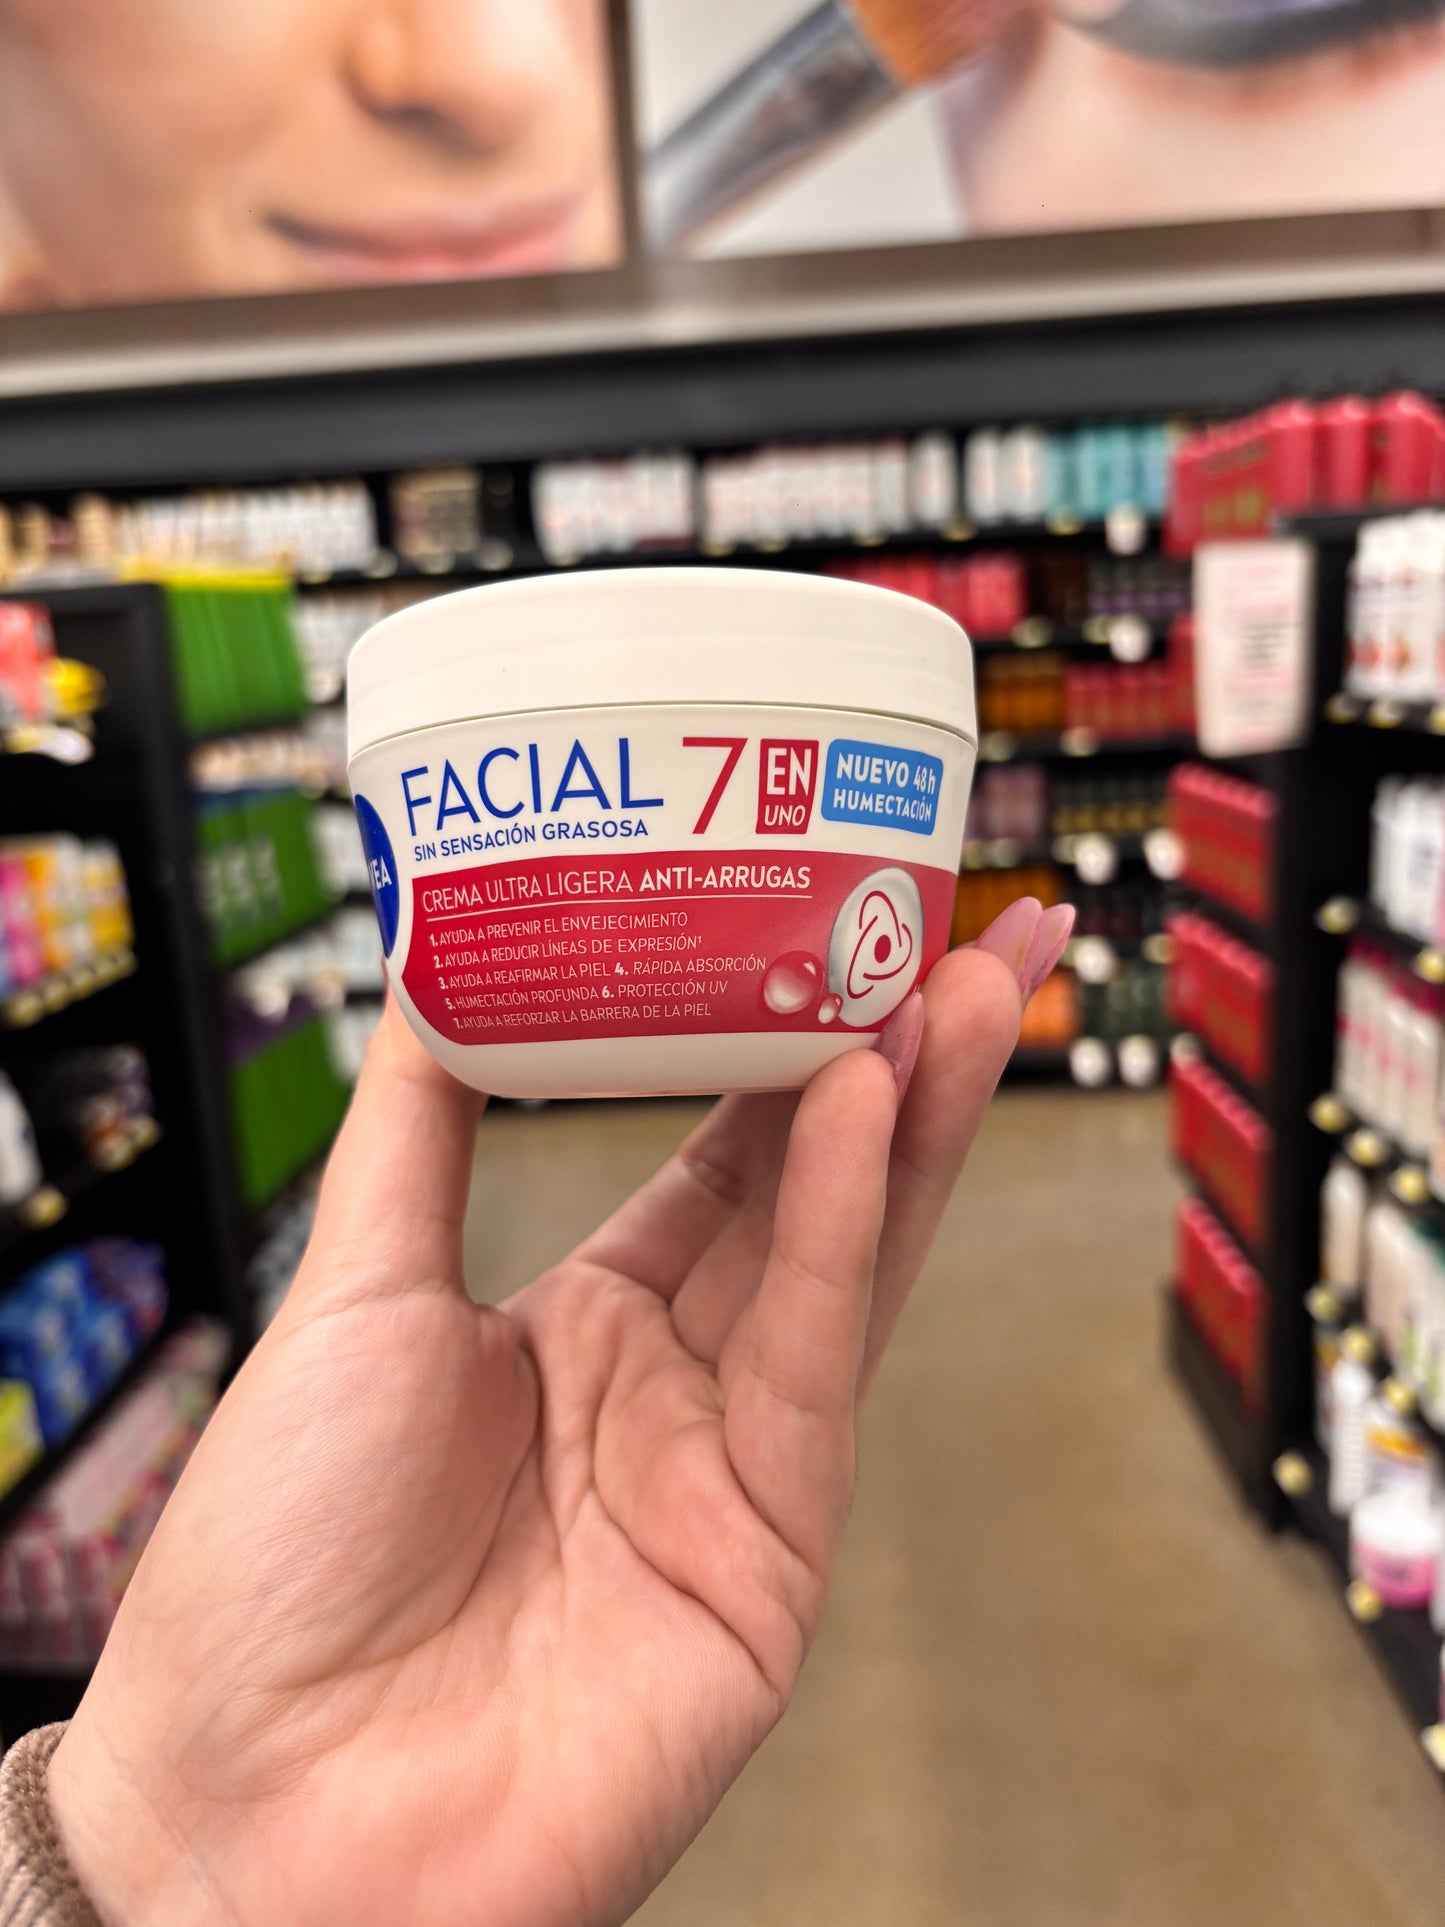 FACIAL 7 EN UNO
SIN SENSACIÓN GRASOSA
NUEVO 48h
HUMECTACIÓN
VEA
CREMA ULTRA LIGERA ANTI-ARRUGAS
1. AYUDA A PREVENIR EL ENVEJECIMIENTO
2. AYUDA A REDUCIR LÍNEAS DE EXPRESIÓN¹
3. AYUDA A REAFIRMAR LA PIEL 4. RÁPIDA ABSORCIÓN
5. HUMECTACIÓN PROFUNDA 6. PROTECCIÓN UV
7. AYUDA A REFORZAR LA BARRERA DE LA PIEL